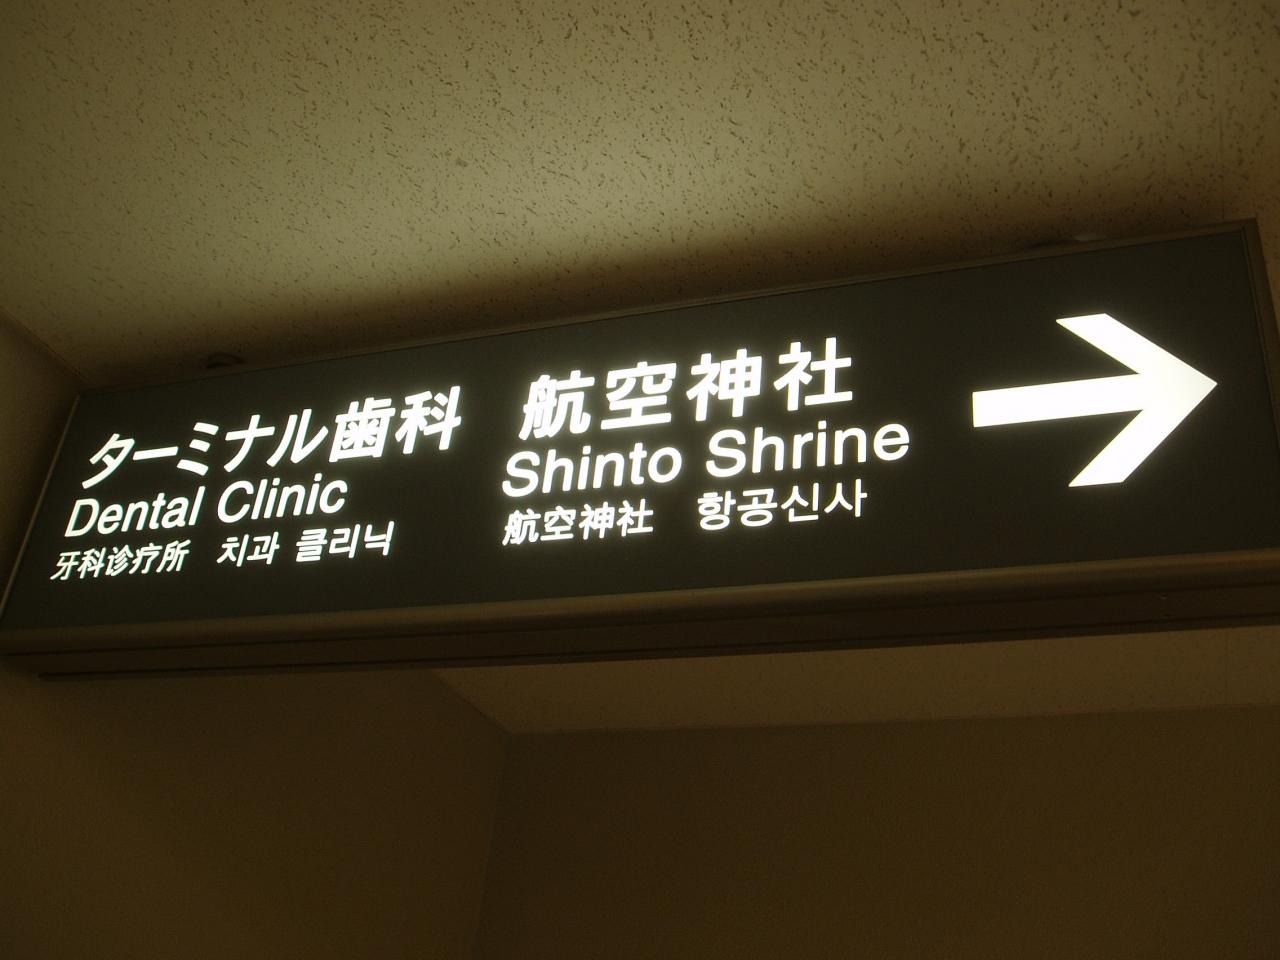 ターミナル歯科
Dental Clinic
牙科诊疗所 치과 클리닉
航空神社
Shinto Shrine
航空神社 항공신사